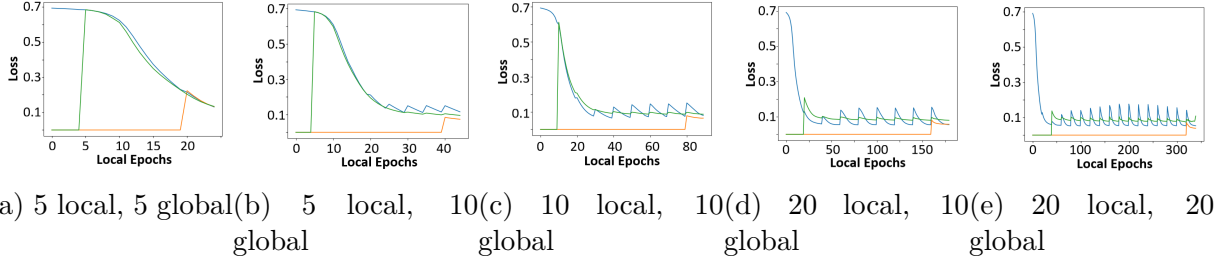 0.7
0.5
0.3
0.1
Loss
0 5 10 15 20
Local Epochs
0.7
0.5
0.3
0.1
Loss
0 10 20 30 40
Local Epochs
0.7
0.5
0.3
0.1
Loss
0 20 40 60 80
Local Epochs
0.7
0.5
0.3
0.1
Loss
0 50 100 150
Local Epochs
0.7
0.5
0.3
0.1
Loss
0 100 200 300
Local Epochs
a) 5 local, 5 global
(b) 5 local, 10
global
(c) 10 local, 10
global
(d) 20 local, 10
global
(e) 20 local, 20
global